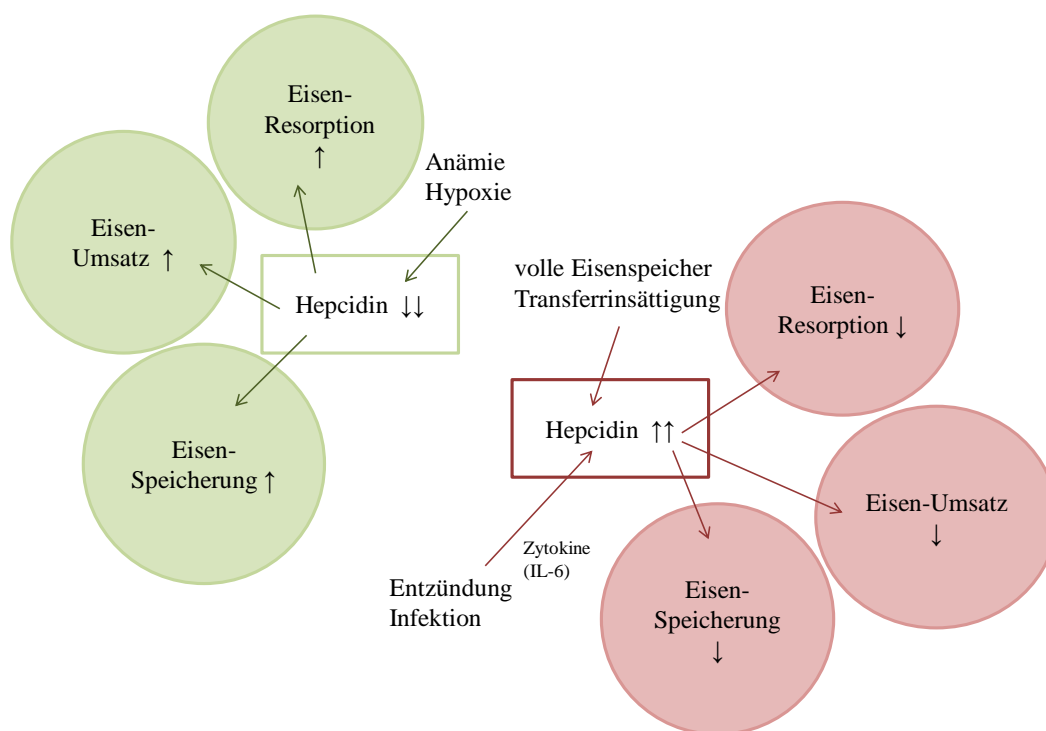 Eisen-
Resorption
↑
Anämie
Hypoxie
Eisen-
Umsatz ↑
Hepcidin ↓↓
Eisen-
Speicherung ↑
volle Eisenspeicher
Transferrinsättigung
Eisen-
Resorption ↓
Hepcidin ↑↑
Eisen-Umsatz
↓
Zytokine
(IL-6)
Entzündung
Infektion
Eisen-
Speicherung
↓